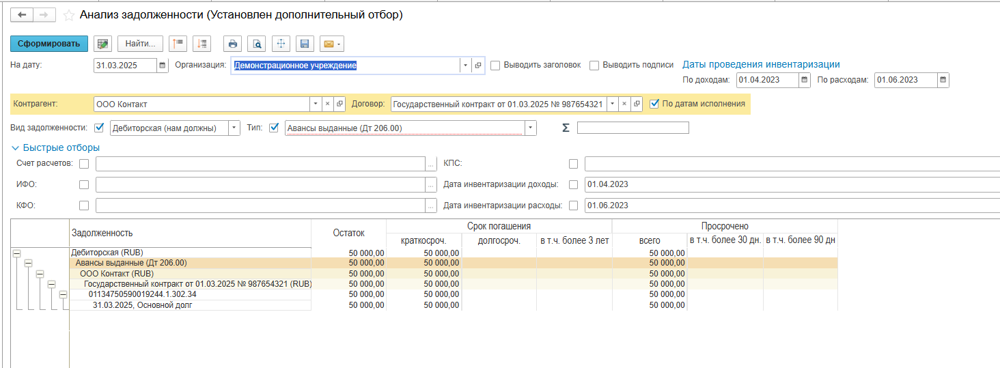 Анализ задолженности (Установлен дополнительный отбор)
Сформировать Найти...
На дату: 31.03.2025 Организация: Демонстрационное учреждение Выводить заголовок Выводить подписи Даты проведения инвентаризации
По доходам: 01.04.2023 По расходам: 01.06.2023
Контрагент: ООО Контакт Договор: Государственный контракт от 01.03.2025 № 987654321 По датам исполнения
Вид задолженности: Дебиторская (нам должны) Тип: Авансы выданные (Дт 206.00) Σ
Быстрые отборы
Счет расчетов: ... КПС:
ИФО: ... Дата инвентаризации доходы: 01.04.2023
КФО: ... Дата инвентаризации расходы: 01.06.2023
Задолженность Остаток Срок погашения Просрочено
краткосроч. долгосроч. в т.ч. более 3 лет всего в т.ч. более 30 дн. в т.ч. более 90 дн
Дебиторская (RUB) 50 000,00 50 000,00 50 000,00
Авансы выданные (Дт 206.00) 50 000,00 50 000,00 50 000,00
ООО Контакт (RUB) 50 000,00 50 000,00 50 000,00
Государственный контракт от 01.03.2025 № 987654321 (RUB) 50 000,00 50 000,00 50 000,00
01134750590019244.1.302.34 50 000,00 50 000,00 50 000,00
31.03.2025, Основной долг 50 000,00 50 000,00 50 000,00